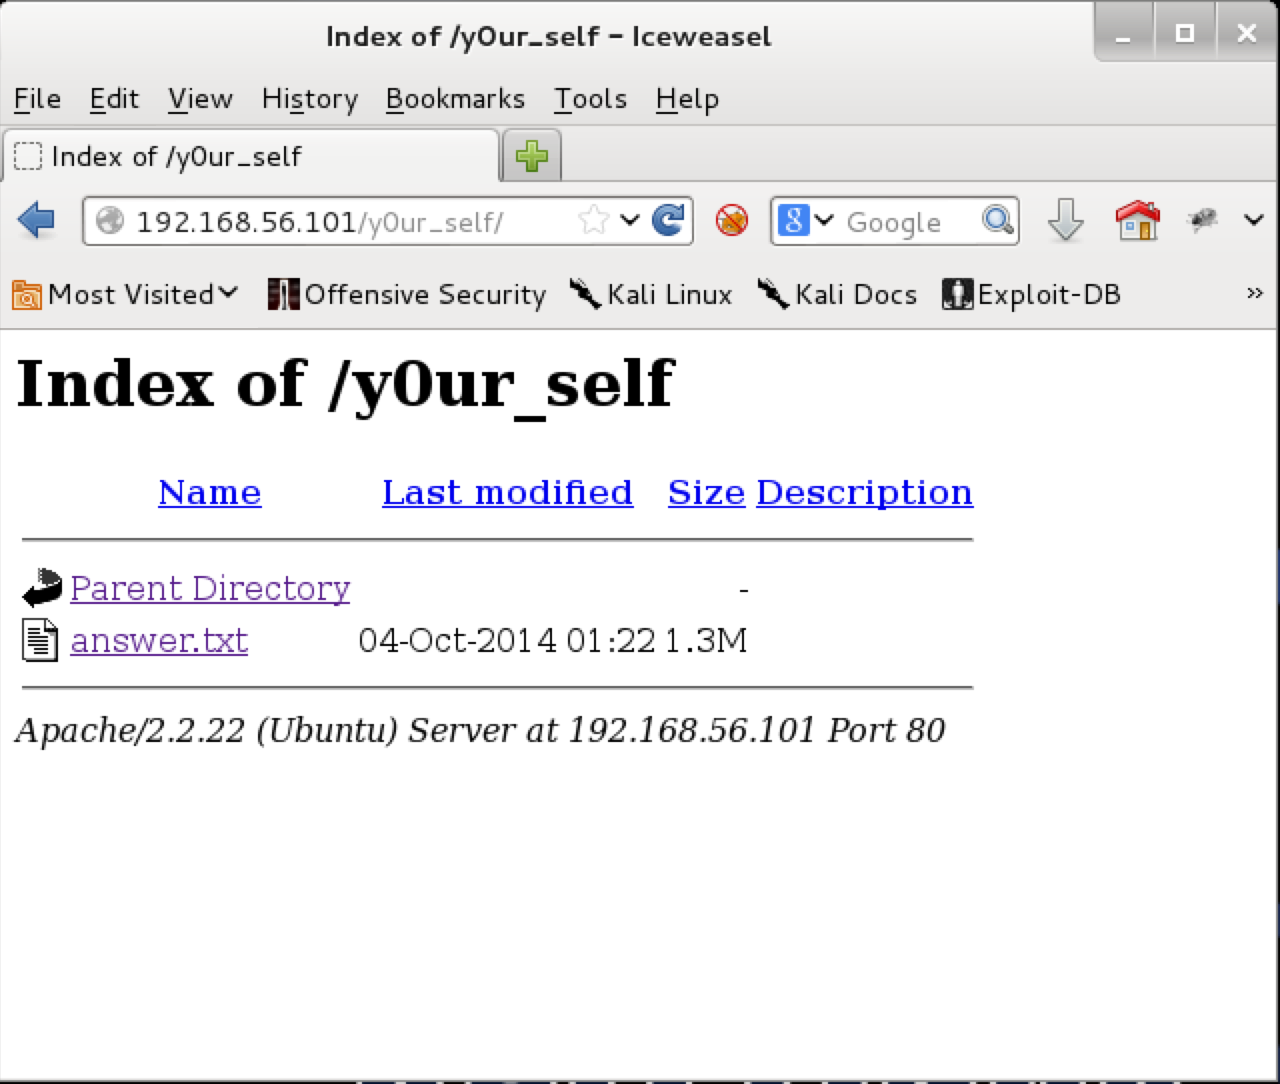 Index of /y0ur_self - Iceweasel
File Edit View History Bookmarks Tools Help
Index of /y0ur_self
192.168.56.101/y0ur_self/ 8 Google
Most Visited Offensive Security Kali Linux Kali Docs Exploit-DB »
Index of /y0ur_self
Name Last modified Size Description
Parent Directory -
answer.txt 04-Oct-2014 01:22 1.3M
Apache/2.2.22 (Ubuntu) Server at 192.168.56.101 Port 80